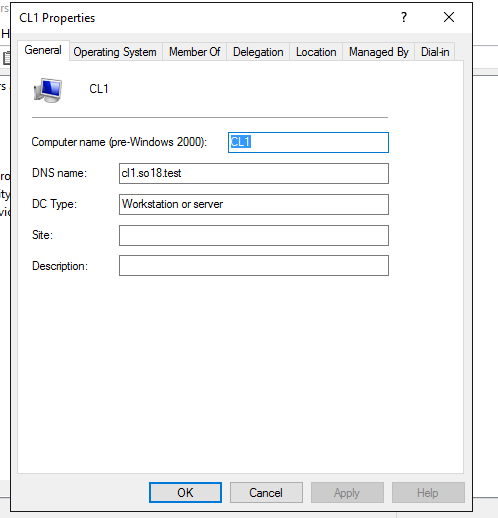 CL1 Properties
?
General Operating System Member Of Delegation Location Managed By Dial-in
CL1
Computer name (pre-Windows 2000): CL1
DNS name: cl1.so18.test
DC Type: Workstation or server
Site:
Description:
OK Cancel Apply Help